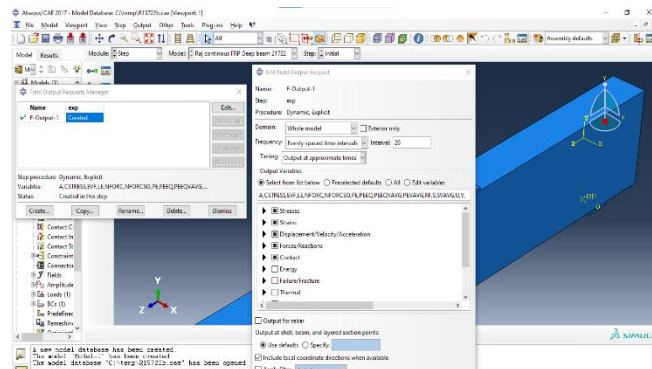 Abaqus/CAE 2017 - Model Database: C:\temp\R15722b.cae [Viewport: 1]
File Model Viewport View Step Output Other Tools Plug-ins Help
All
Assembly defaults
Model Results Module: Step Model: Raj continous FRP Deep beam 21722 Step: Initial
Models (1)
Field Output Requests Manager
Name exp
F-Output-1 Created
Edit...
Step procedure: Dynamic, Explicit
Variables: A,CSTRESS,EVF,LE,NFORC,NFORCSO,PE,PEEQ,PEEQVAVG,...
Status: Created in this step
Create... Copy... Rename... Delete... Dismiss
Contact C
Contact In
Contact St
Constraint
Connector
Fields
Amplitude
Loads (1)
BCs (1)
Predefined
Remeshin
Edit Field Output Request
Name: F-Output-1
Step: exp
Procedure: Dynamic, Explicit
Domain: Whole model Exterior only
Frequency: Evenly spaced time intervals Interval: 20
Timing: Output at approximate times
Output Variables
Select from list below Preselected defaults All Edit variables
A,CSTRESS,EVF,LE,NFORC,NFORCSO,PE,PEEQ,PEEQVAVG,PEVAVG,RF,S,SVAVG,U,V,
Stresses
Strains
Displacement/Velocity/Acceleration
Forces/Reactions
Contact
Energy
Failure/Fracture
Thermal
Output for rebar
Output at shell, beam, and layered section points:
Use defaults Specify:
Include local coordinate directions when available
Y
Z X
Y
Z X
RP
SIMULI
A new model database has been created.
The model "Model-1" has been created.
The model database "C:\temp\R15722b.cae" has been opened